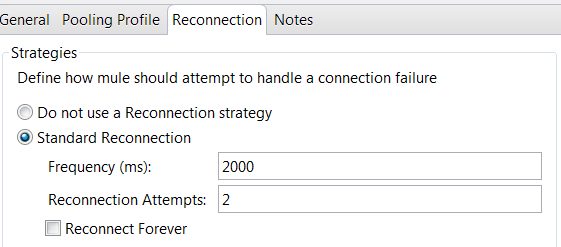 General Pooling Profile Reconnection Notes
Strategies
Define how mule should attempt to handle a connection failure
Do not use a Reconnection strategy
Standard Reconnection
Frequency (ms): 2000
Reconnection Attempts: 2
Reconnect Forever